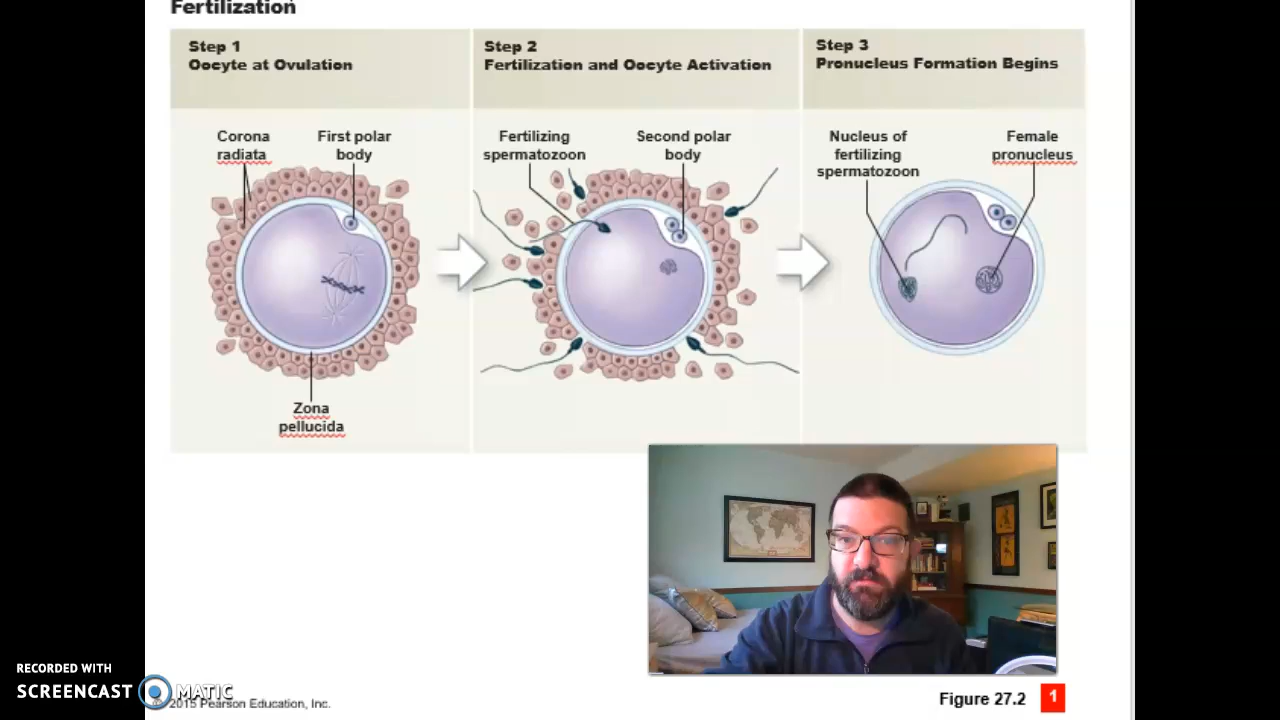 Fertilization
Step 1
Oocyte at Ovulation
Step 2
Fertilization and Oocyte Activation
Step 3
Pronucleus Formation Begins
Corona
radiata
First polar
body
Fertilizing
spermatozoon
Second polar
body
Nucleus of
fertilizing
spermatozoon
Female
pronucleus
Zona
pellucida
RECORDED WITH
SCREENCAST MATIC
© 2015 Pearson Education, Inc.
Figure 27.2
1